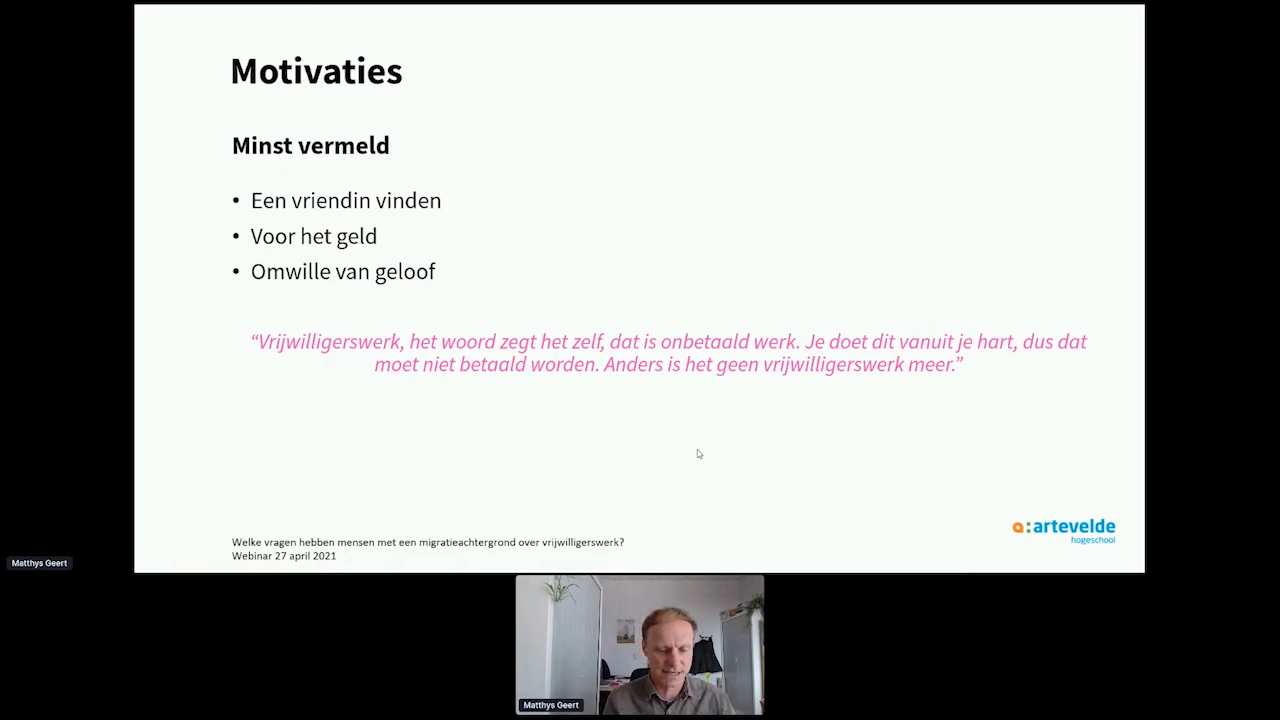 Motivaties
Minst vermeld
• Een vriendin vinden
• Voor het geld
• Omwille van geloof
“Vrijwilligerswerk, het woord zegt het zelf, dat is onbetaald werk. Je doet dit vanuit je hart, dus dat
moet niet betaald worden. Anders is het geen vrijwilligerswerk meer.”
a:artevelde
hogeschool
Welke vragen hebben mensen met een migratieachtergrond over vrijwilligerswerk?
Webinar 27 april 2021
Matthys Geert
Matthys Geert